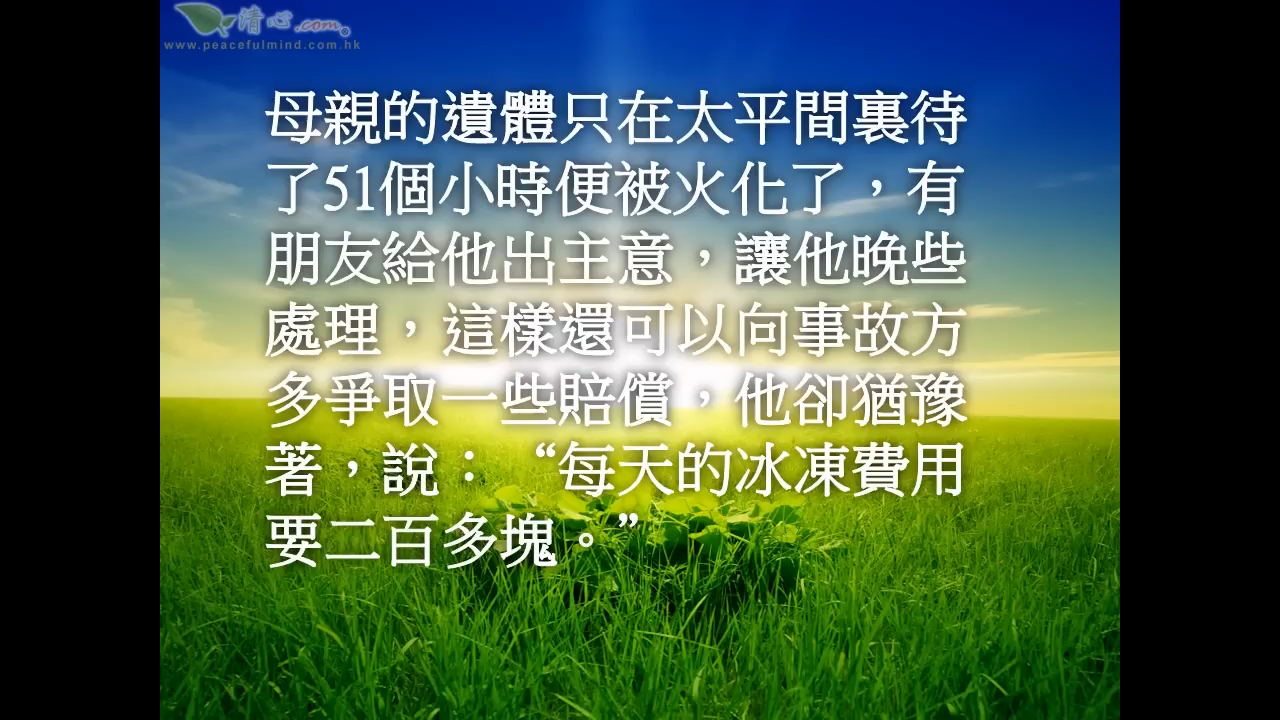 清心.com
www.peacefulmind.com.hk
母親的遺體只在太平間裏待
了51個小時便被火化了，有
朋友給他出主意，讓他晚些
處理，這樣還可以向事故方
多爭取一些賠償，他卻猶豫
著，說：“每天的冰凍費用
要二百多塊。”